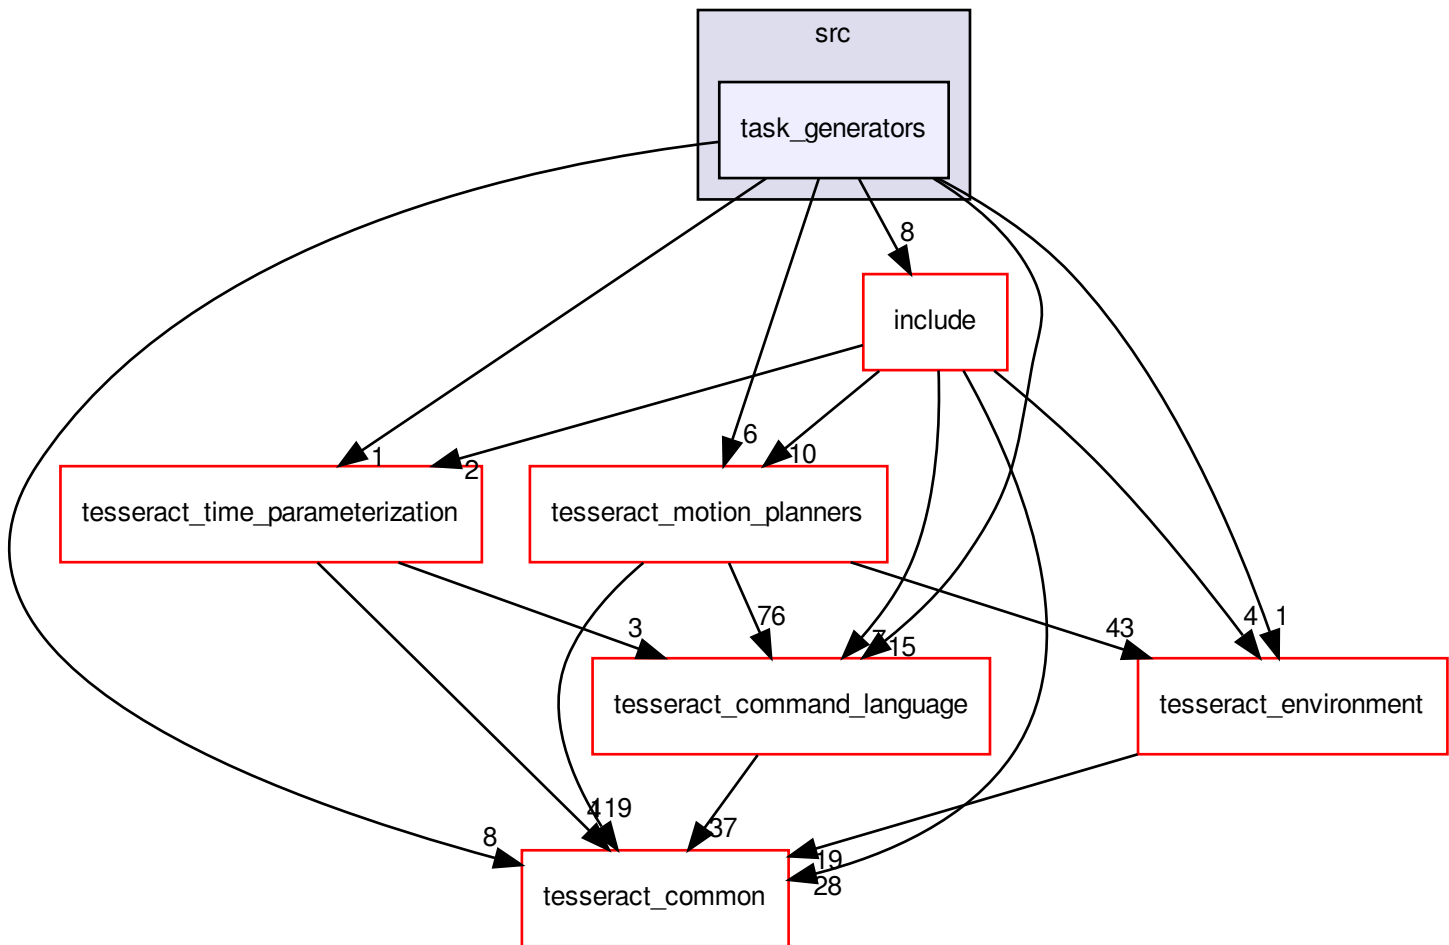 src
task_generators
8
include
1
2
6
10
tesseract_time_parameterization
tesseract_motion_planners
3
76
7
15
43
4
1
tesseract_command_language
tesseract_environment
8
4
119
37
19
28
tesseract_common